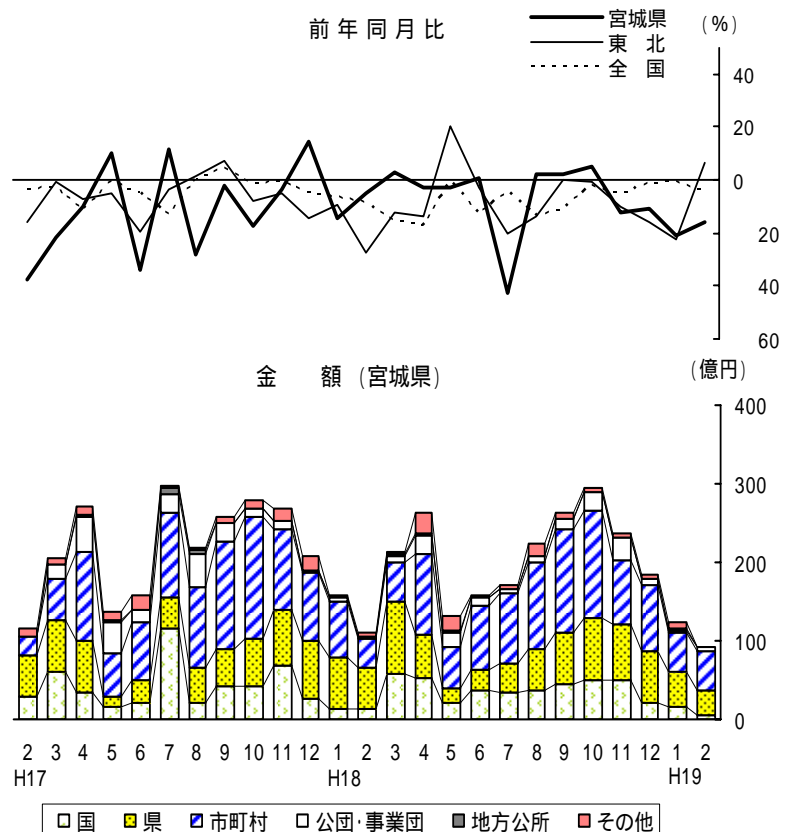 前年同月比
宮城県
東 北
全 国
(%)
40
20
0
20
40
60
金 額 (宮城県)
(億円)
400
300
200
100
0
2 3 4 5 6 7 8 9 10 11 12 1 2 3 4 5 6 7 8 9 10 11 12 1 2
H17 H18 H19
国 県 市町村 公団･事業団 地方公所 その他